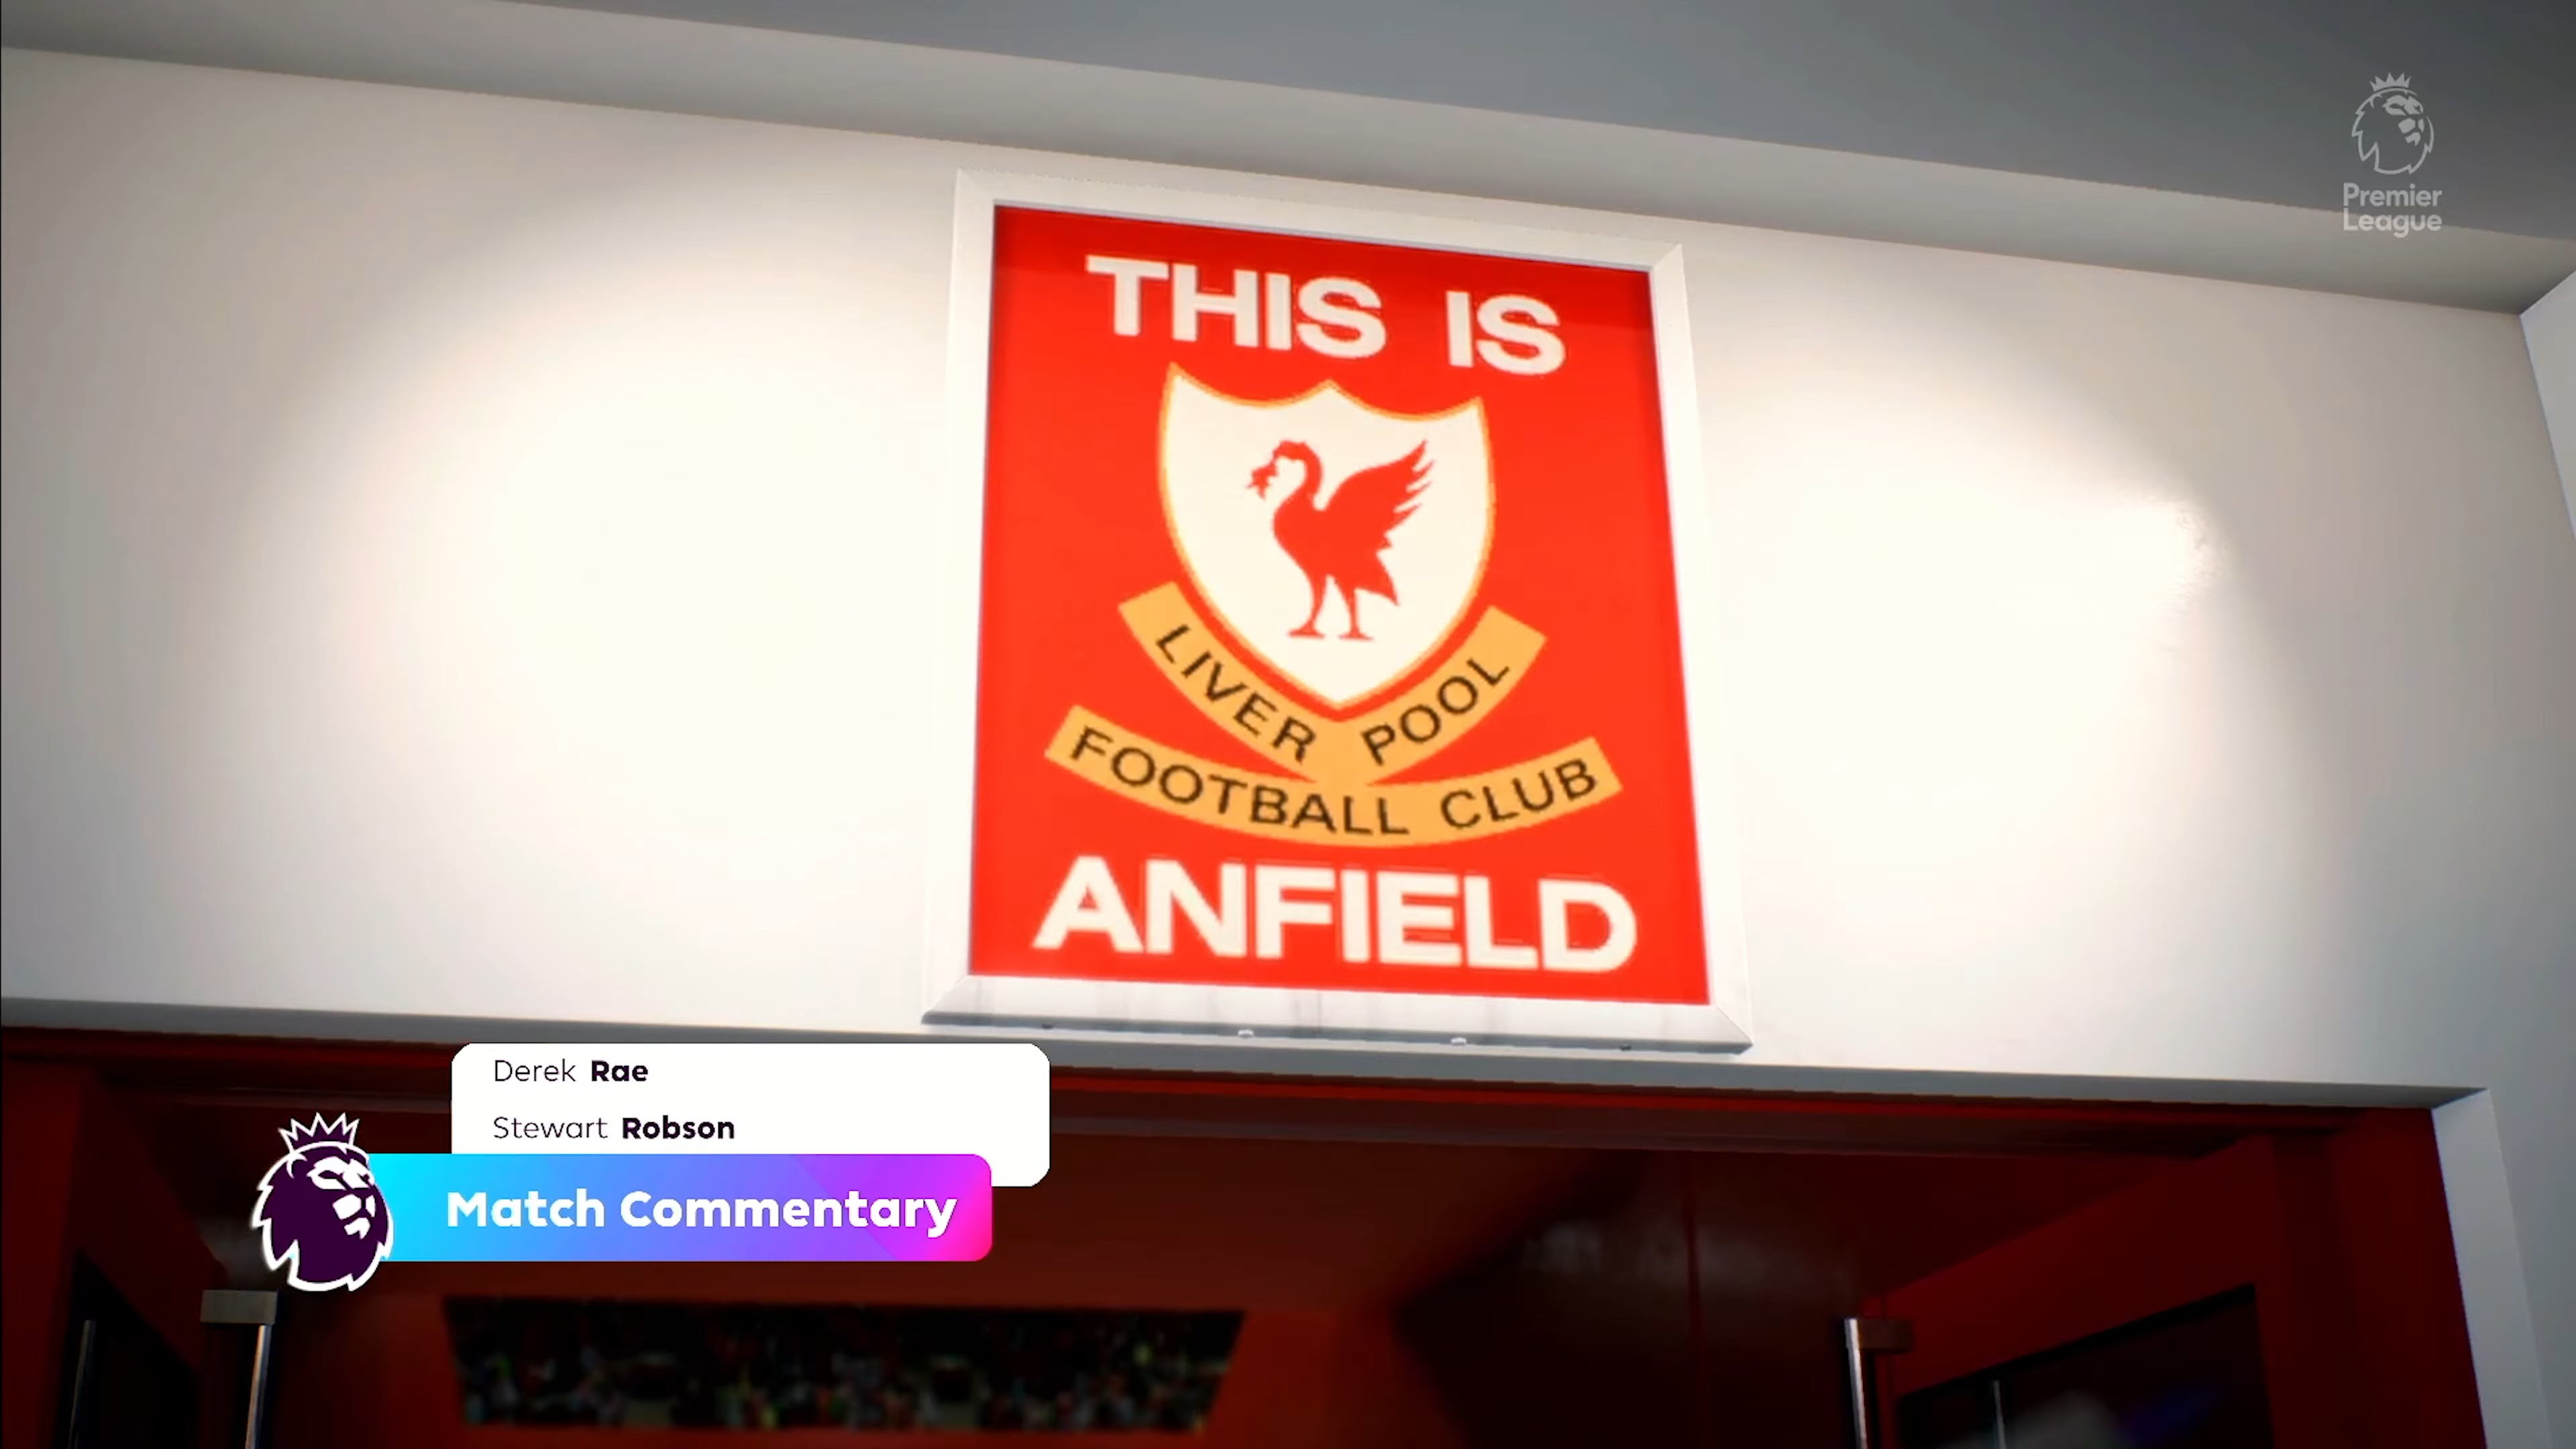 Premier
League
THIS IS
LIVER POOL
FOOTBALL CLUB
ANFIELD
Derek Rae
Stewart Robson
Match Commentary